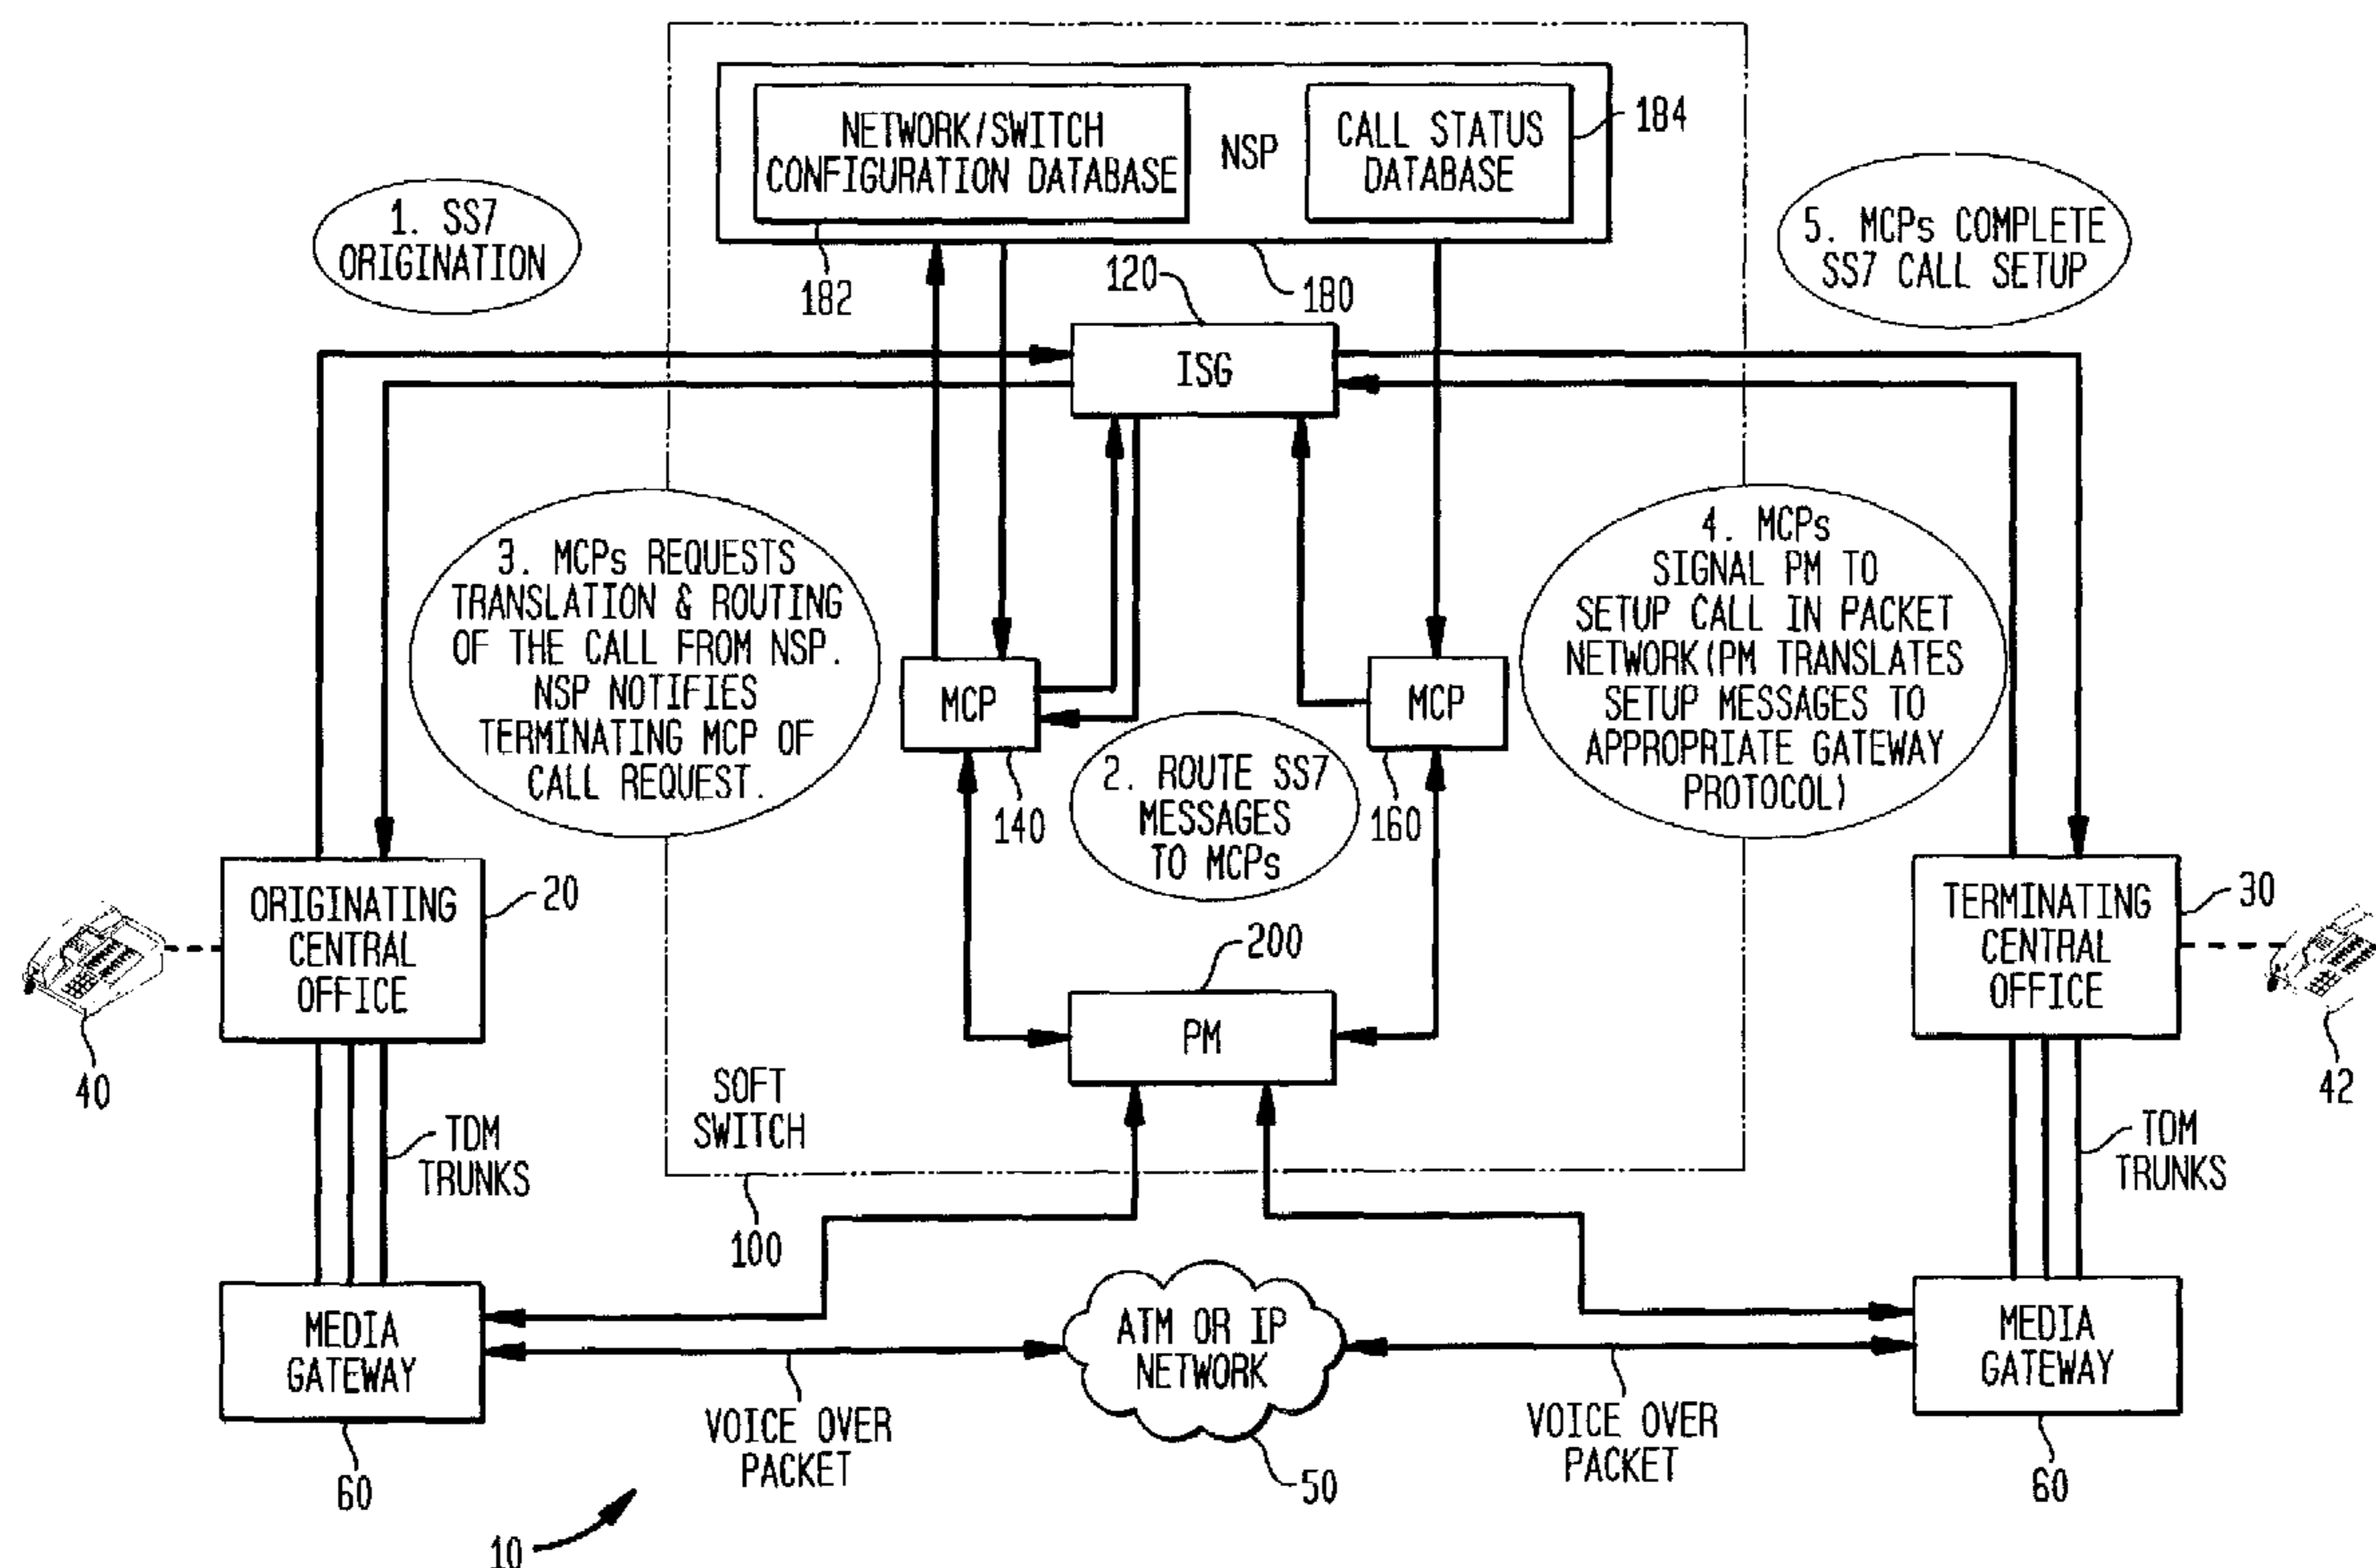 NETWORK/SWITCH
CONFIGURATION DATABASE
NSP
CALL STATUS
DATABASE
184
182
180
1. SS7
ORIGINATION
5. MCPs COMPLETE
SS7 CALL SETUP
120
ISG
3. MCPs REQUESTS
TRANSLATION & ROUTING
OF THE CALL FROM NSP.
NSP NOTIFIES
TERMINATING MCP OF
CALL REQUEST.
MCP
140
2. ROUTE SS7
MESSAGES
TO MCPs
MCP
160
4. MCPs
SIGNAL PM TO
SETUP CALL IN PACKET
NETWORK(PM TRANSLATES
SETUP MESSAGES TO
APPROPRIATE GATEWAY
PROTOCOL)
ORIGINATING
CENTRAL
OFFICE
20
40
200
PM
TERMINATING
CENTRAL
OFFICE
30
42
SOFT
SWITCH
100
TDM
TRUNKS
TDM
TRUNKS
MEDIA
GATEWAY
60
VOICE OVER
PACKET
ATM OR IP
NETWORK
50
VOICE OVER
PACKET
MEDIA
GATEWAY
60
10